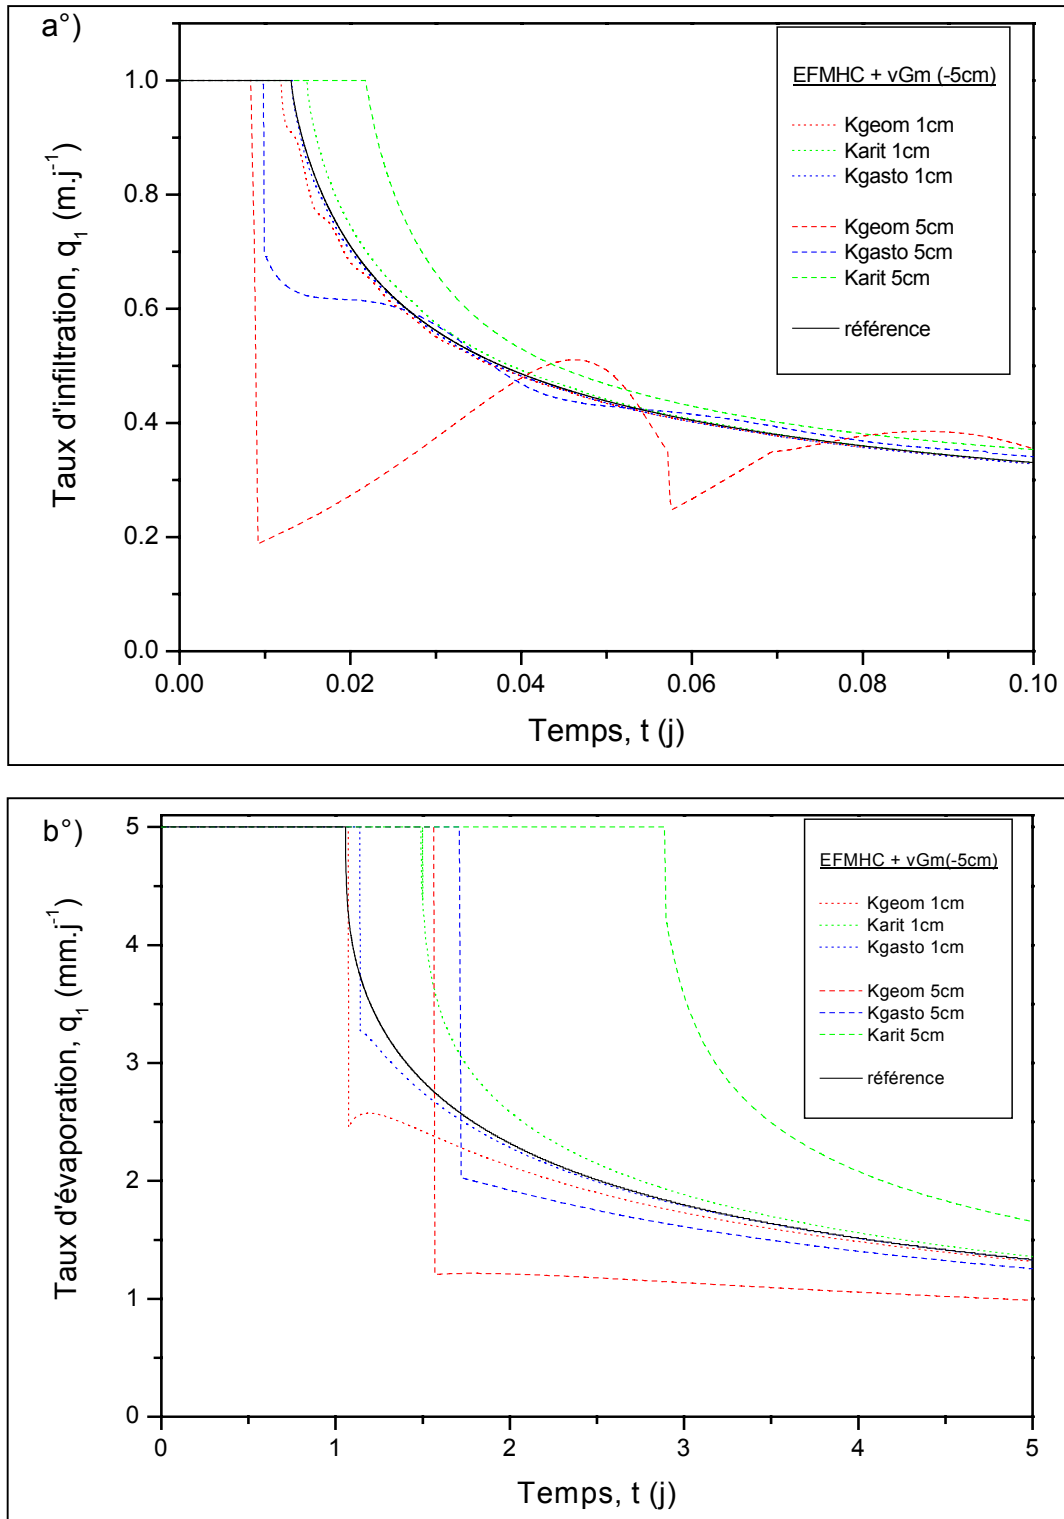 a°)
EFMHC + vGm (-5cm)
Kgeom 1cm
Karit 1cm
Kgasto 1cm
Kgeom 5cm
Kgasto 5cm
Karit 5cm
référence
Taux d'infiltration, q₁ (m.j⁻¹)
1.0
0.8
0.6
0.4
0.2
0.0
0.00 0.02 0.04 0.06 0.08 0.10
Temps, t (j)
b°)
EFMHC + vGm(-5cm)
Kgeom 1cm
Karit 1cm
Kgasto 1cm
Kgeom 5cm
Kgasto 5cm
Karit 5cm
référence
Taux d'évaporation, q₁ (mm.j⁻¹)
5
4
3
2
1
0
0 1 2 3 4 5
Temps, t (j)